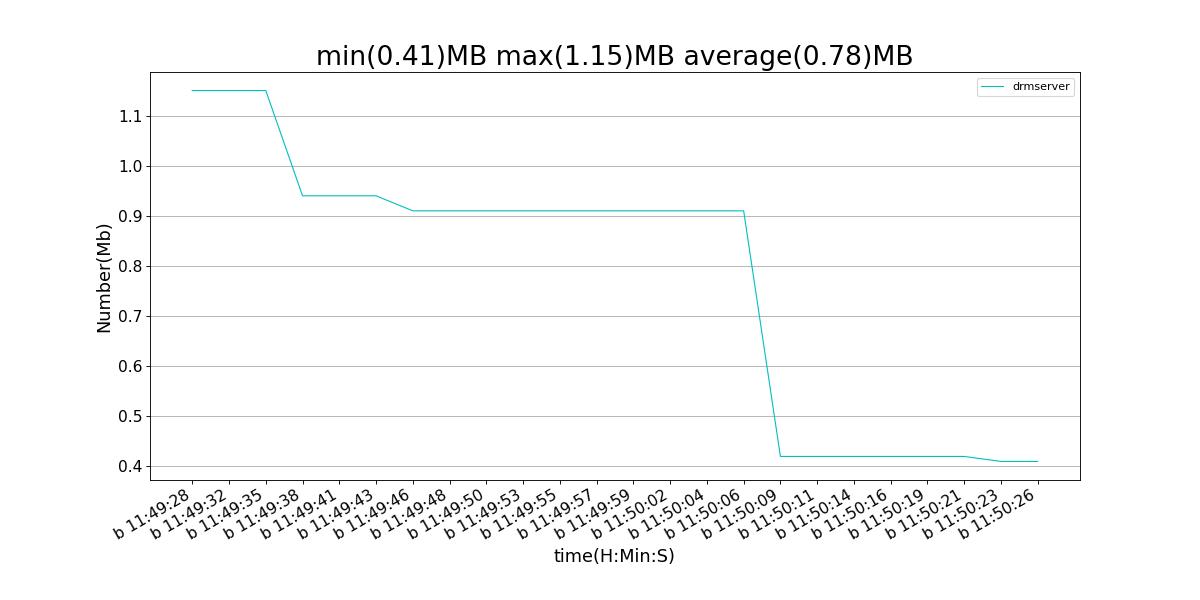 min(0.41)MB max(1.15)MB average(0.78)MB
drmserver
1.1
1.0
0.9
0.8
0.7
0.6
0.5
0.4
Number(Mb)
b 11:49:28
b 11:49:32
b 11:49:35
b 11:49:38
b 11:49:41
b 11:49:43
b 11:49:46
b 11:49:48
b 11:49:50
b 11:49:53
b 11:49:55
b 11:49:57
b 11:49:59
b 11:50:02
b 11:50:04
b 11:50:06
b 11:50:09
b 11:50:11
b 11:50:14
b 11:50:16
b 11:50:19
b 11:50:21
b 11:50:23
b 11:50:26
time(H:Min:S)